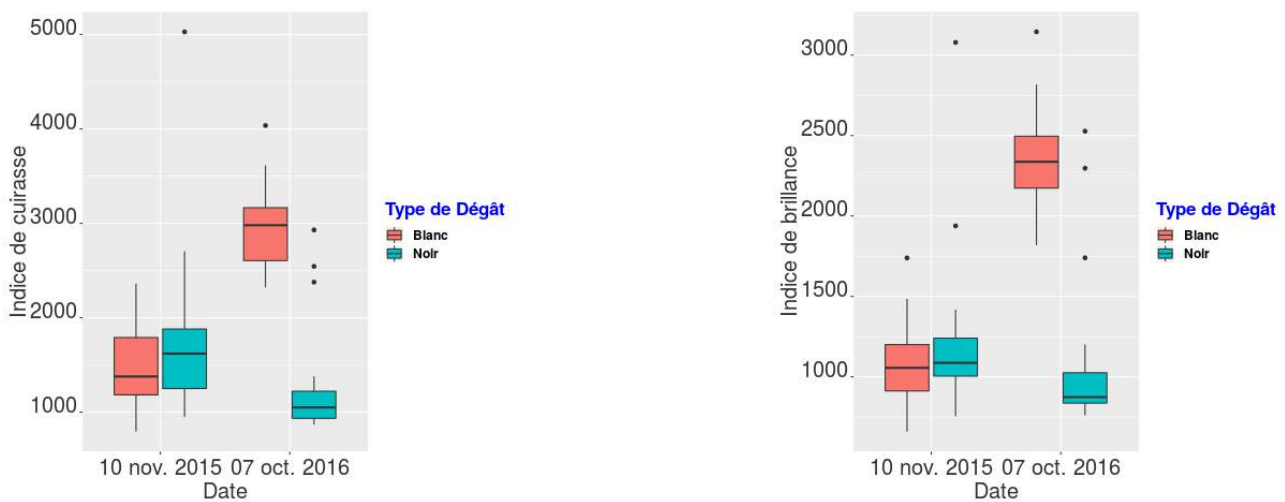 Indice de cuirasse
5000
4000
3000
2000
1000
10 nov. 2015 07 oct. 2016
Date
Type de Dégât
Blanc
Noir
Indice de brillance
3000
2500
2000
1500
1000
10 nov. 2015 07 oct. 2016
Date
Type de Dégât
Blanc
Noir